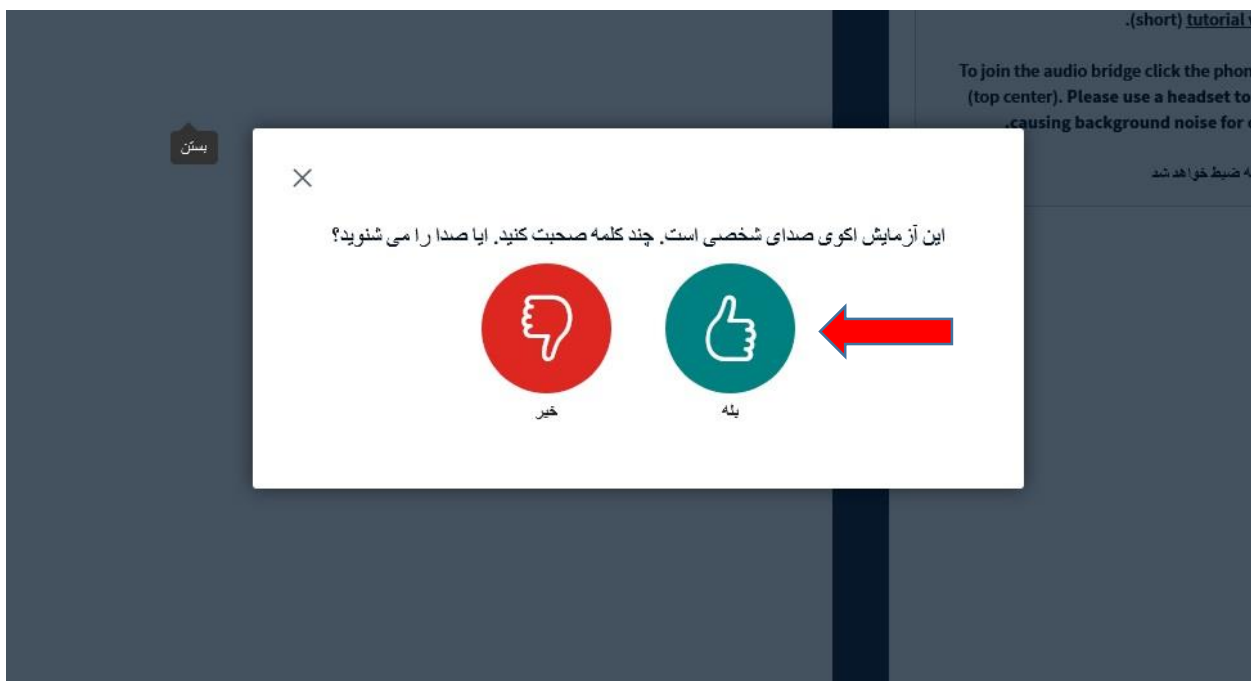 .(short) tutorial
To join the audio bridge click the phon
(top center). Please use a headset to
.causing background noise for
ه ضبط خواهد شد
بستن
این آزمایش اکوی صدای شخصی است. چند کلمه صحبت کنید. ایا صدا را می شنوید؟
بله
خیر